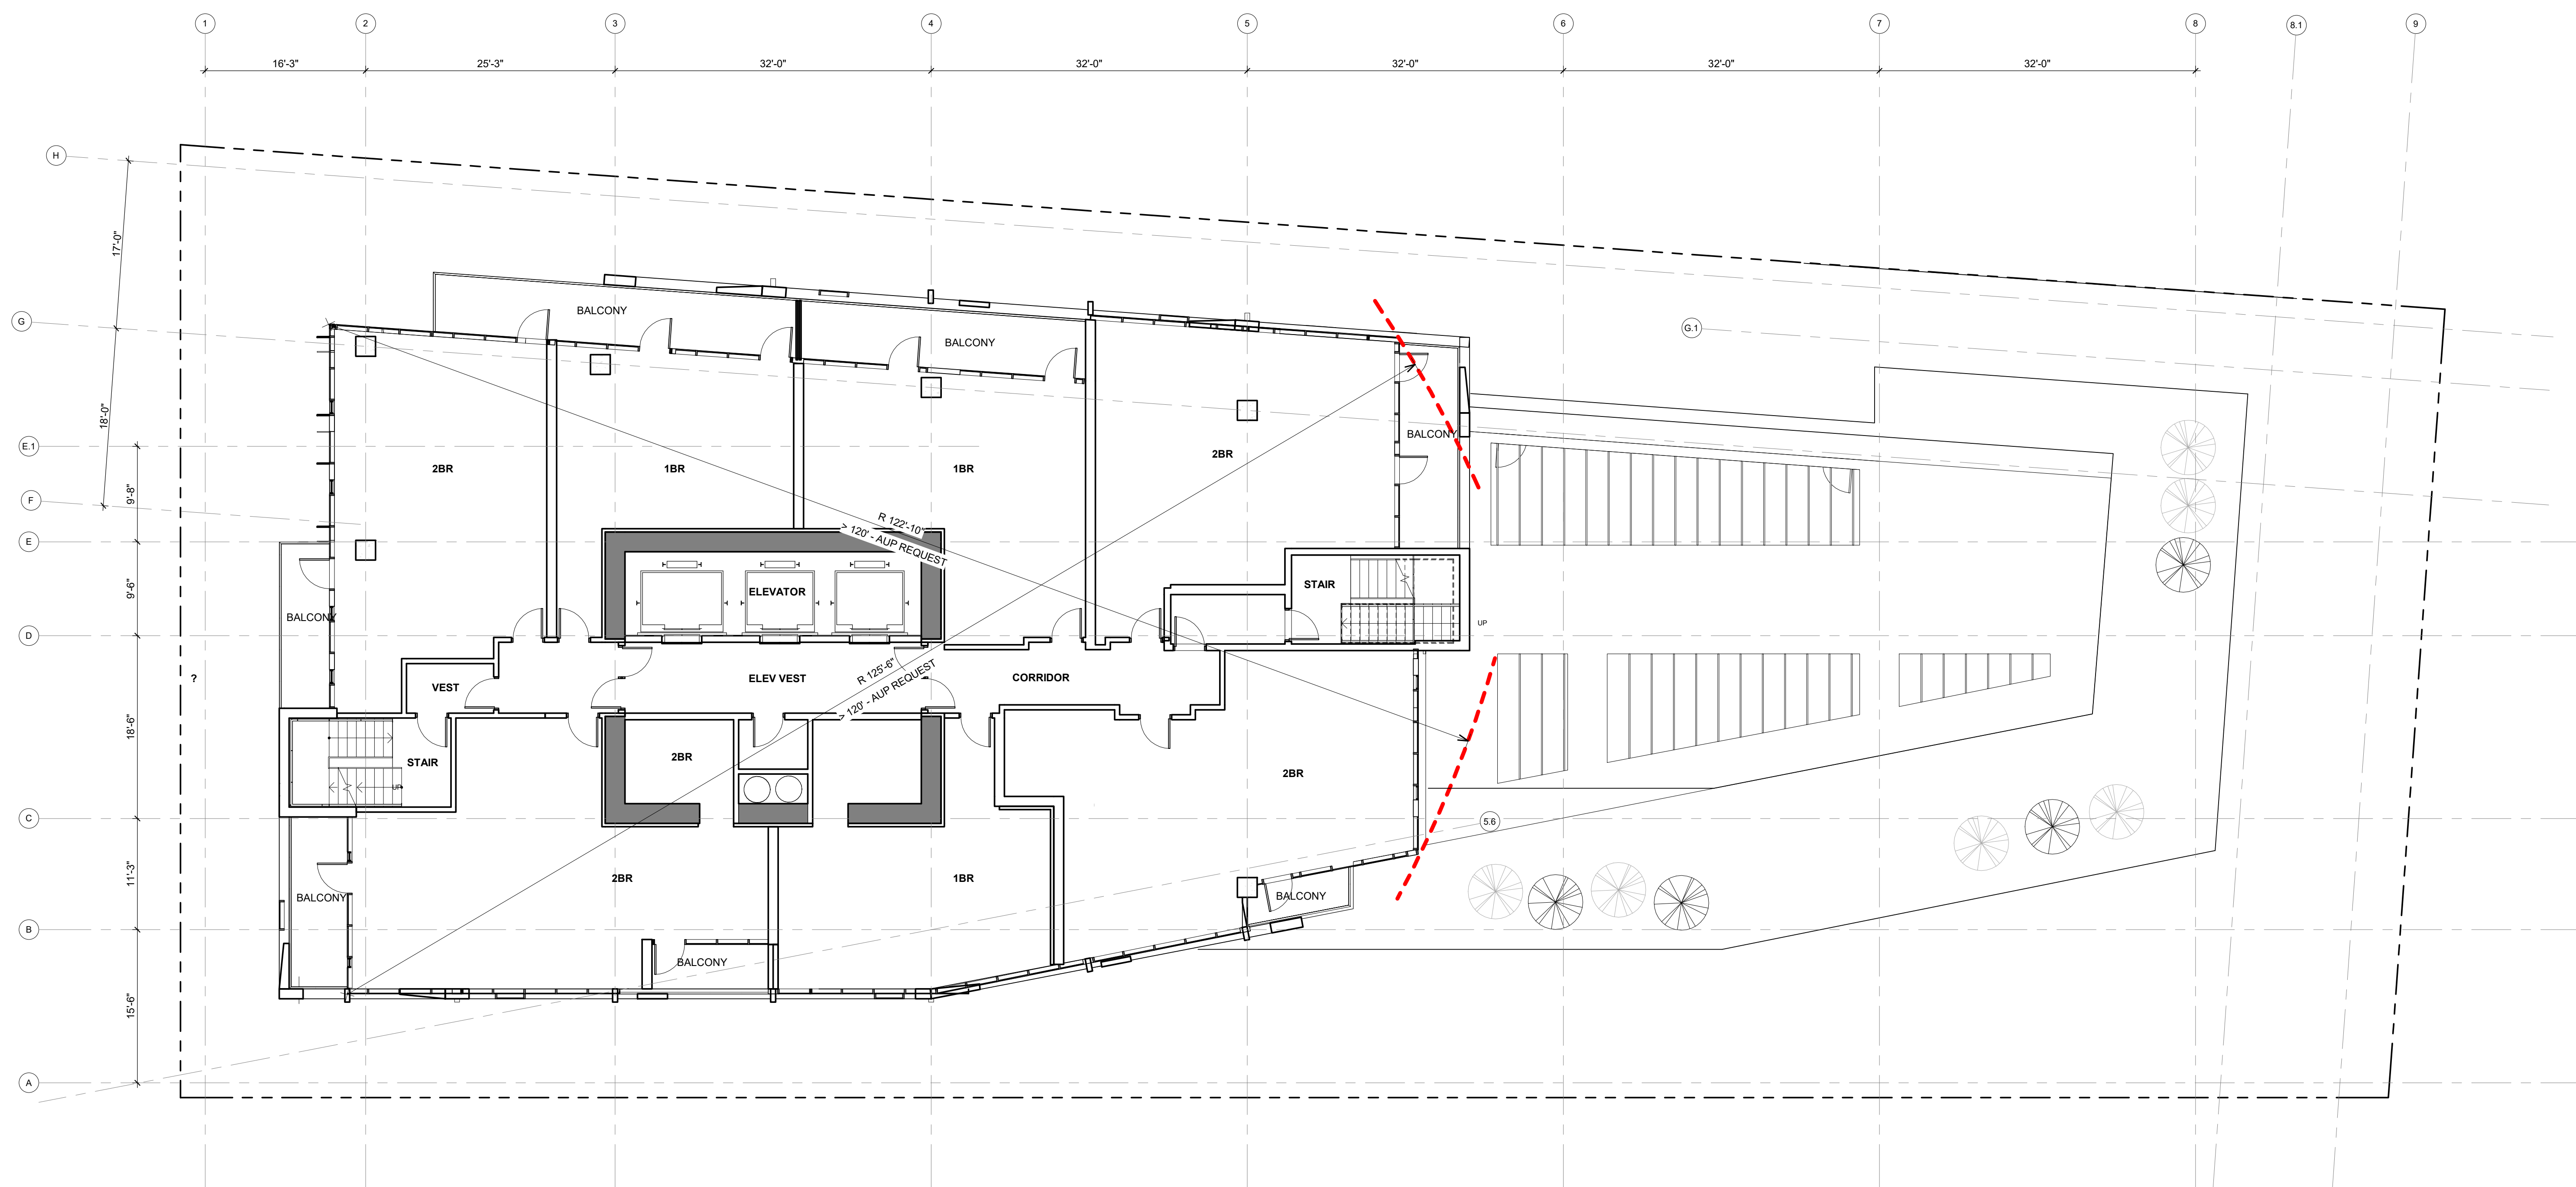 1
2
3
4
5
6
7
8
8.1
9
16'-3"
25'-3"
32'-0"
32'-0"
32'-0"
32'-0"
32'-0"
H
17'-0"
G
G.1
BALCONY
BALCONY
18'-0"
E.1
BALCONY
2BR
1BR
1BR
2BR
9'-8"
F
R 122'-10"
> 120' - AUP REQUEST
E
9'-6"
ELEVATOR
STAIR
BALCONY
UP
D
R 125'-6"
> 120' - AUP REQUEST
?
VEST
ELEV VEST
CORRIDOR
18'-6"
STAIR
2BR
2BR
UP
C
5.6
11'-3"
2BR
1BR
BALCONY
BALCONY
B
BALCONY
15'-6"
A